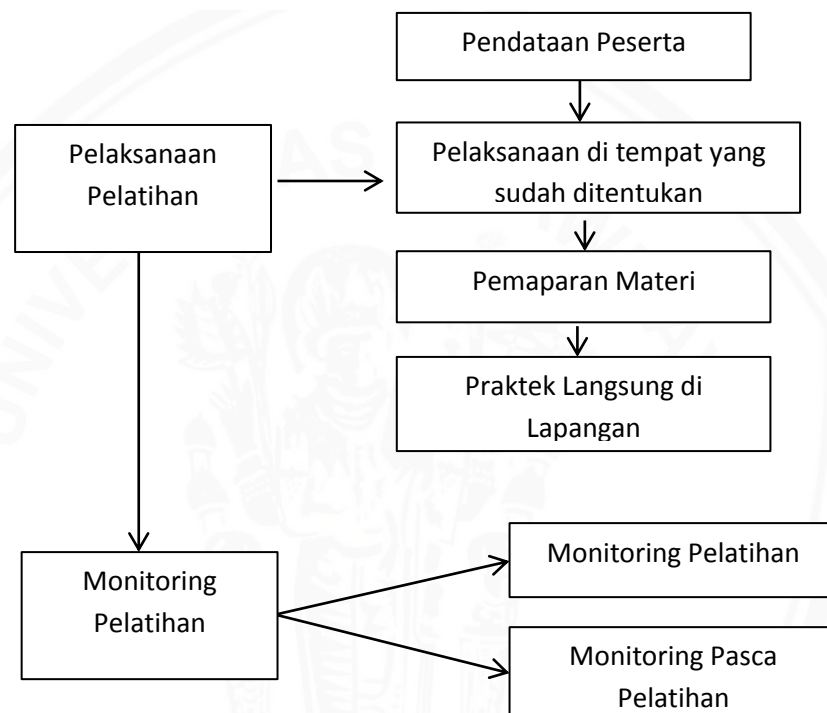 Pendataan Peserta
Pelaksanaan
Pelatihan
Pelaksanaan di tempat yang
sudah ditentukan
Pemaparan Materi
Praktek Langsung di
Lapangan
Monitoring
Pelatihan
Monitoring Pelatihan
Monitoring Pasca
Pelatihan